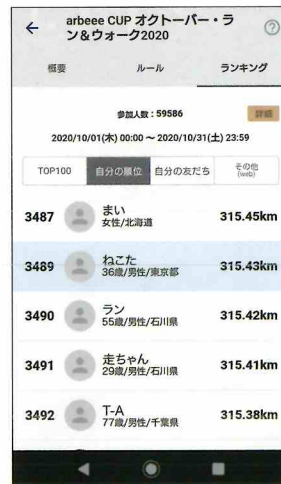 arbeee CUP オクトーバー・ラ
ン&ウォーク2020
概要 ルール ランキング
参加人数：59586 詳細
2020/10/01(木) 00:00 ～ 2020/10/31(土) 23:59
TOP100 自分の順位 自分の友だち その他
(web)
3487 まい 315.45km
女性/北海道
3489 ねこた 315.43km
36歳/男性/東京都
3490 ラン 315.42km
55歳/男性/石川県
3491 走ちゃん 315.41km
29歳/男性/石川県
3492 T-A 315.38km
77歳/男性/千葉県